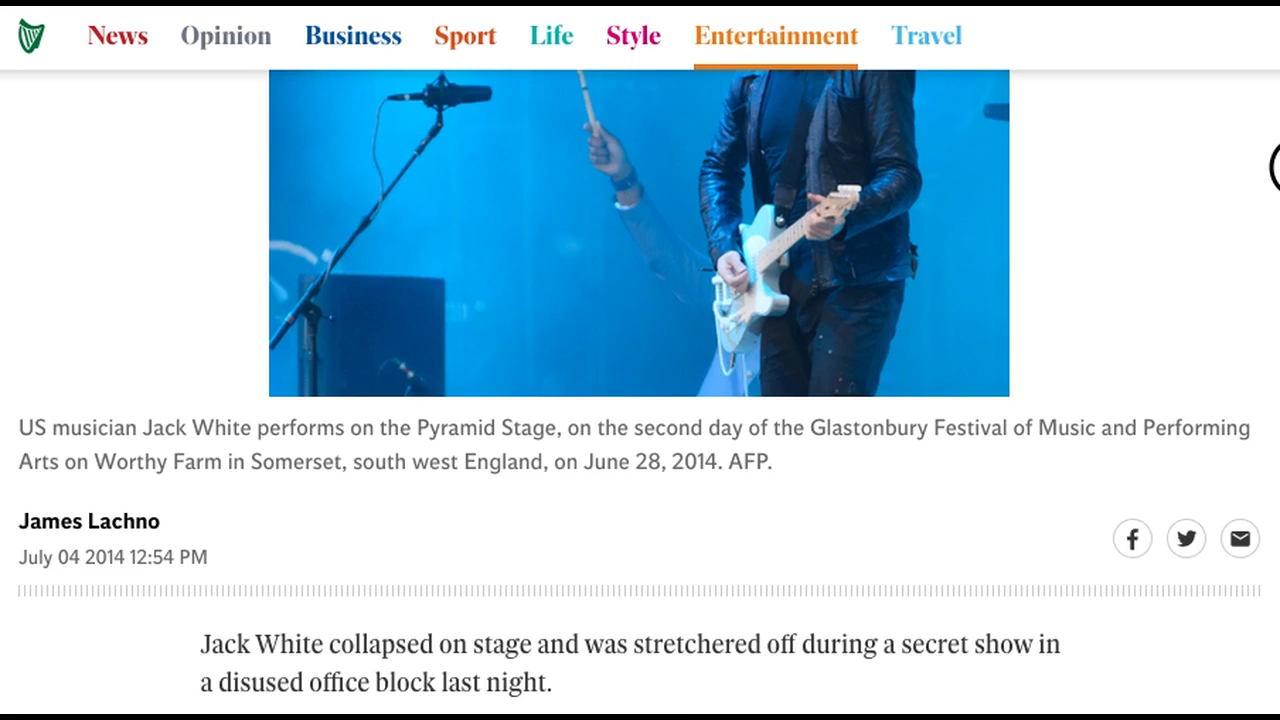 News Opinion Business Sport Life Style Entertainment Travel
US musician Jack White performs on the Pyramid Stage, on the second day of the Glastonbury Festival of Music and Performing
Arts on Worthy Farm in Somerset, south west England, on June 28, 2014. AFP.
James Lachno
July 04 2014 12:54 PM
Jack White collapsed on stage and was stretchered off during a secret show in
a disused office block last night.